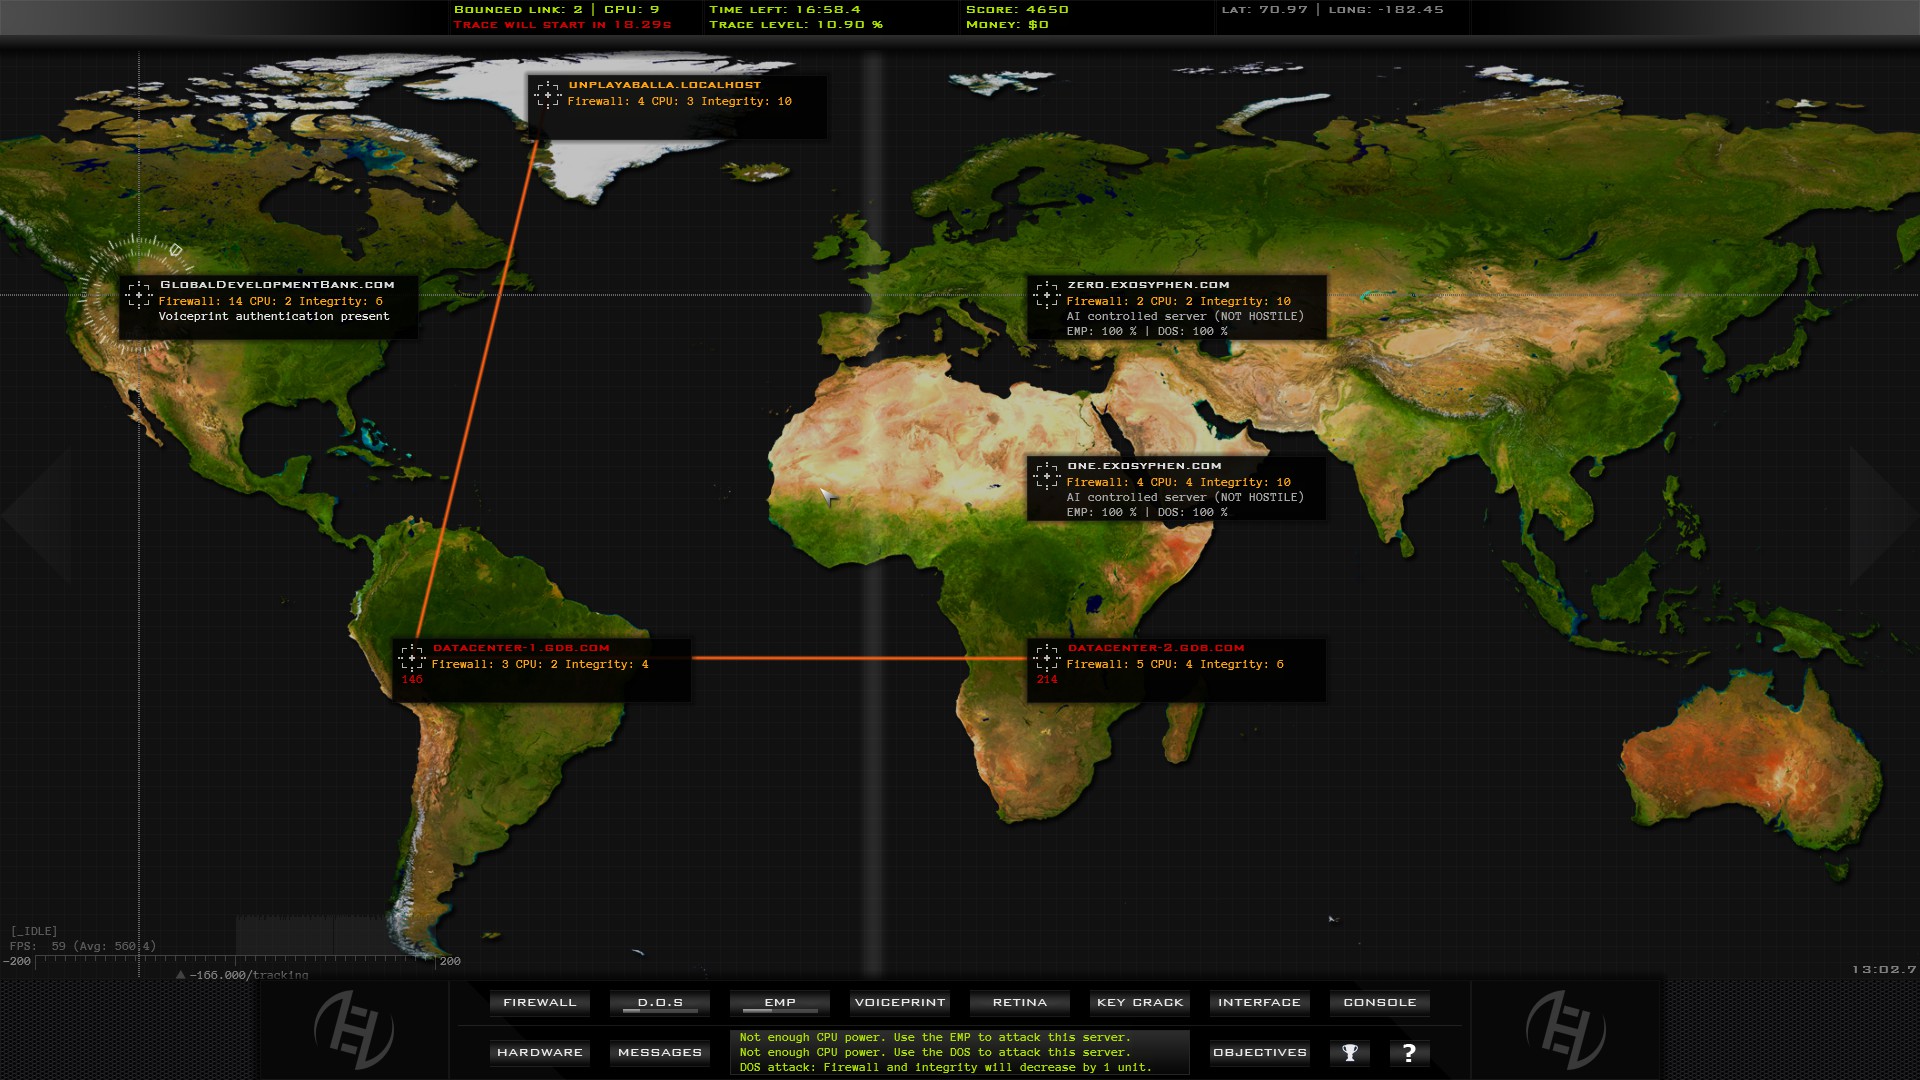 Bounced link: 2 | CPU: 9
Trace will start in 18.29s
Time left: 16:58.4
Trace level: 10.90 %
Score: 4650
Money: $0
Lat: 70.97 | Long: -182.45
unplayaballa.localhost
Firewall: 4 CPU: 3 Integrity: 10
GlobalDevelopmentBank.com
Firewall: 14 CPU: 2 Integrity: 6
Voiceprint authentication present
zero.exosyphen.com
Firewall: 2 CPU: 2 Integrity: 10
AI controlled server (NOT HOSTILE)
EMP: 100 % | DOS: 100 %
one.exosyphen.com
Firewall: 4 CPU: 4 Integrity: 10
AI controlled server (NOT HOSTILE)
EMP: 100 % | DOS: 100 %
datacenter-1.gdb.com
Firewall: 3 CPU: 2 Integrity: 4
146
datacenter-2.gdb.com
Firewall: 5 CPU: 4 Integrity: 6
214
[_IDLE]
FPS: 59 (Avg: 560.4)
-200
200
-166.000/tracking
13:02.7
FIREWALL
D.O.S
EMP
VOICEPRINT
RETINA
KEY CRACK
INTERFACE
CONSOLE
HARDWARE
MESSAGES
Not enough CPU power. Use the EMP to attack this server.
Not enough CPU power. Use the DOS to attack this server.
DOS attack: Firewall and integrity will decrease by 1 unit.
OBJECTIVES
?